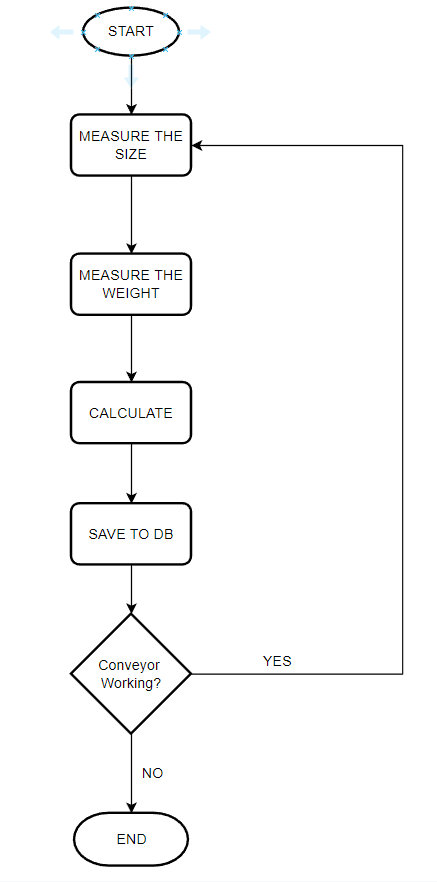 START
MEASURE THE
SIZE
MEASURE THE
WEIGHT
CALCULATE
SAVE TO DB
Conveyor
Working?
YES
NO
END